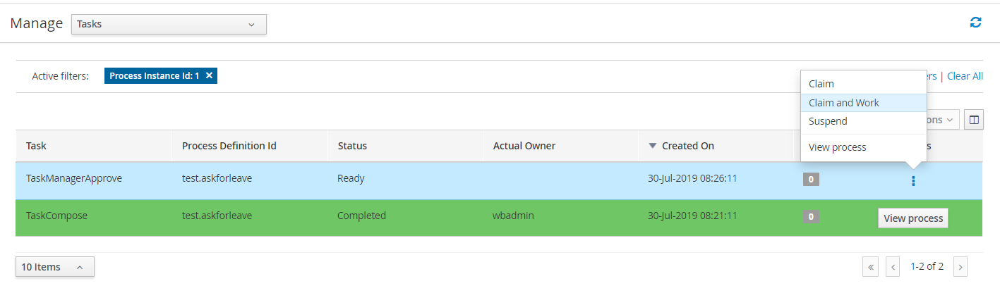 Manage Tasks
Active filters: Process Instance Id: 1 ✕ | Clear All
Claim
Claim and Work
Suspend
View process
Task Process Definition Id Status Actual Owner Created On
TaskManagerApprove test.askforleave Ready 30-Jul-2019 08:26:11 0
TaskCompose test.askforleave Completed wbadmin 30-Jul-2019 08:21:11 0 View process
10 Items « ‹ 1-2 of 2 ›